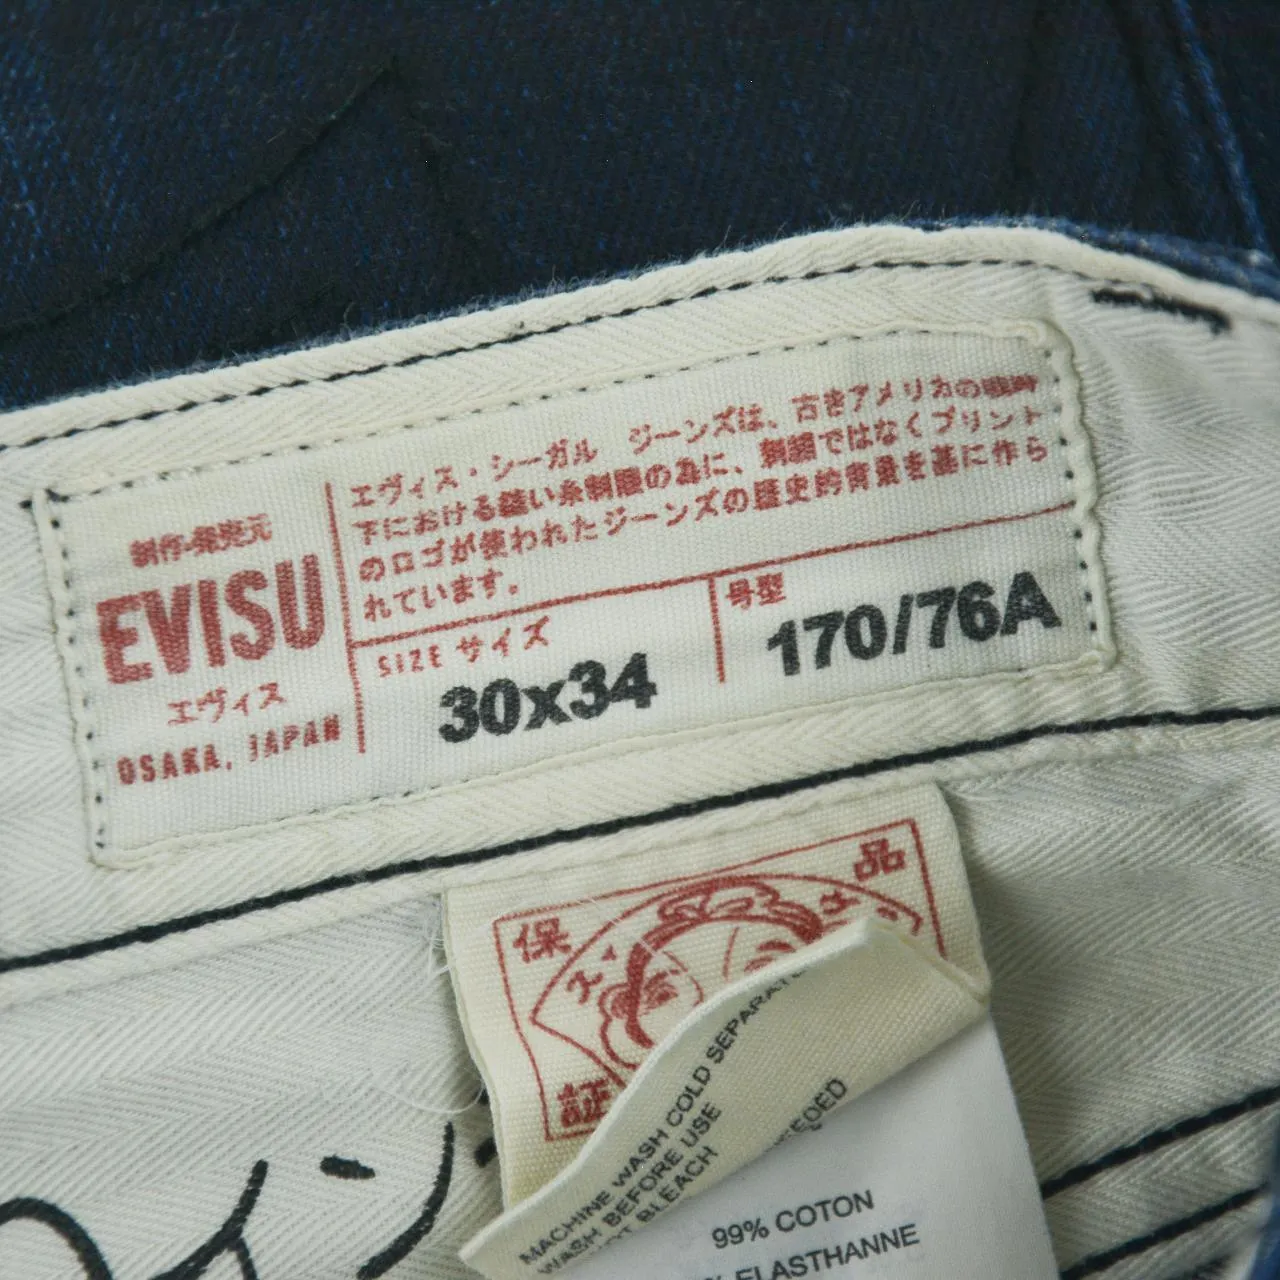 制作・発売元
EVISU
エヴィス
OSAKA, JAPAN
エヴィス・シーガル ジーンズは、古きアメリカの戦時
下における縫い糸制限の為に、刺繍ではなくプリント
のロゴが使われたジーンズの歴史的背景を基に作ら
れています。
SIZE サイズ
30x34
号型
170/76A
保
品
証
MACHINE WASH COLD SEPARAT
WASH BEFORE USE
BLEACH
EEDED
99% COTON
% ELASTHANNE